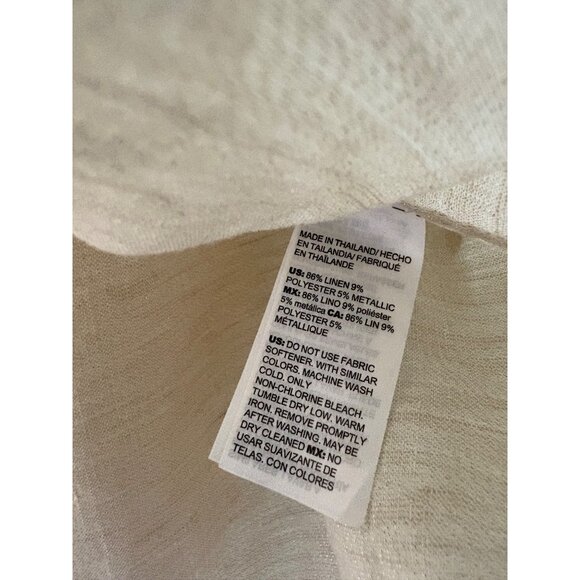 MADE IN THAILAND/ HECHO
EN TAILANDIA/ FABRIQUÉ
EN THAÏLANDE
US: 86% LINEN 9%
POLYESTER 5% METALLIC
MX: 86% LINO 9% poliéster
5% metálica CA: 86% LIN 9%
POLYESTER 5%
MÉTALLIQUE
US: DO NOT USE FABRIC
SOFTENER. WITH SIMILAR
COLORS. MACHINE WASH
COLD, ONLY
NON-CHLORINE BLEACH.
TUMBLE DRY LOW. WARM
IRON, REMOVE PROMPTLY
AFTER WASHING. MAY BE
DRY CLEANED MX: NO
USAR SUAVIZANTE DE
TELAS. CON COLORES